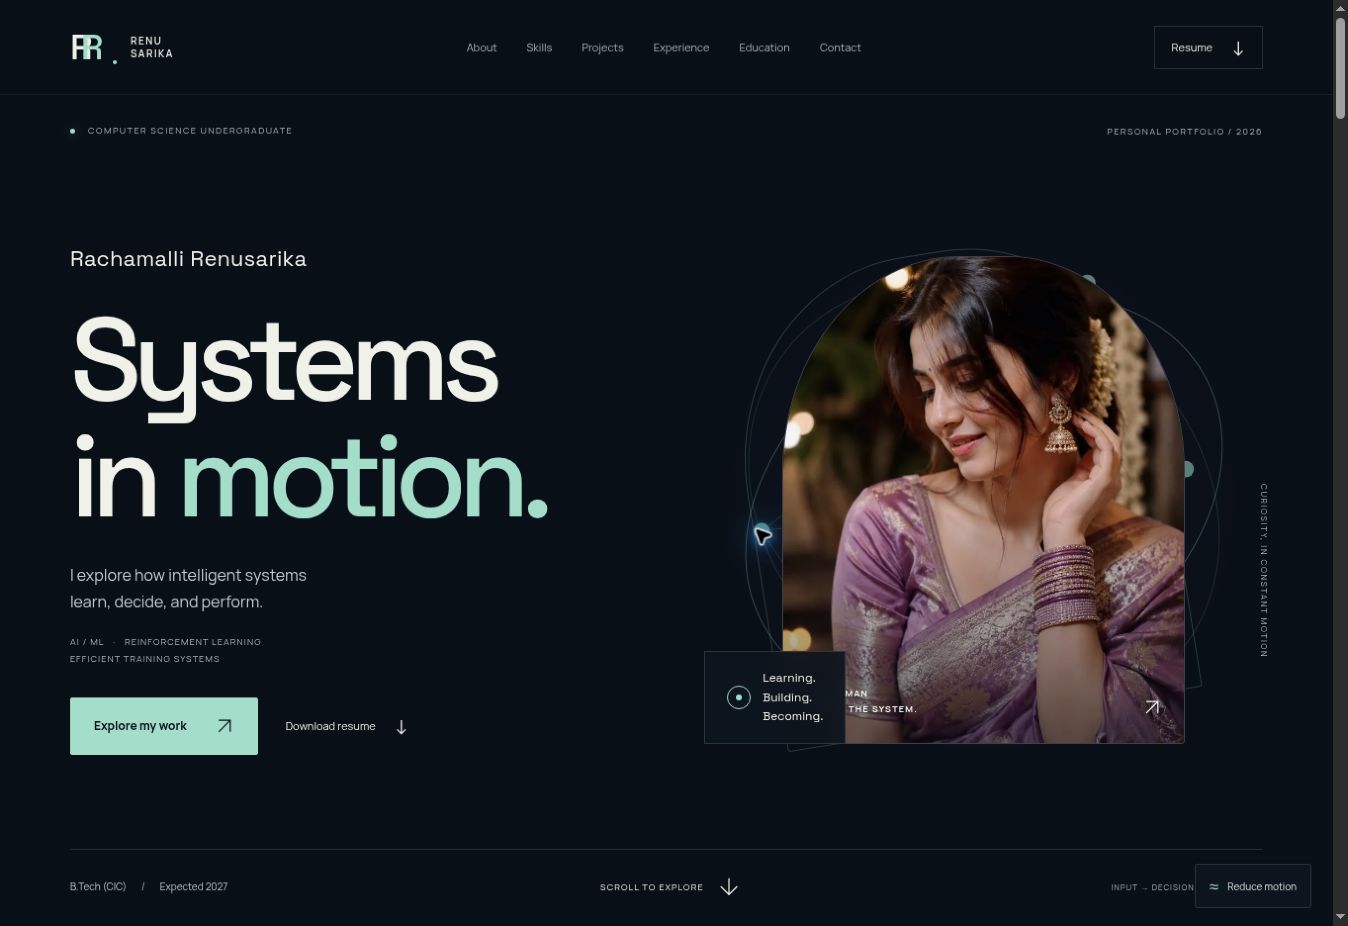 RR.
RENU
SARIKA
About
Skills
Projects
Experience
Education
Contact
Resume ↓
COMPUTER SCIENCE UNDERGRADUATE
PERSONAL PORTFOLIO / 2026
Rachamalli Renusarika
Systems
in motion.
I explore how intelligent systems
learn, decide, and perform.
AI / ML · REINFORCEMENT LEARNING
EFFICIENT TRAINING SYSTEMS
Explore my work
Download resume ↓
Learning.
Building.
Becoming.
MAN
THE SYSTEM.
CURIOSITY, IN CONSTANT MOTION
B.Tech (CIC) / Expected 2027
SCROLL TO EXPLORE ↓
INPUT → DECISION
≈ Reduce motion